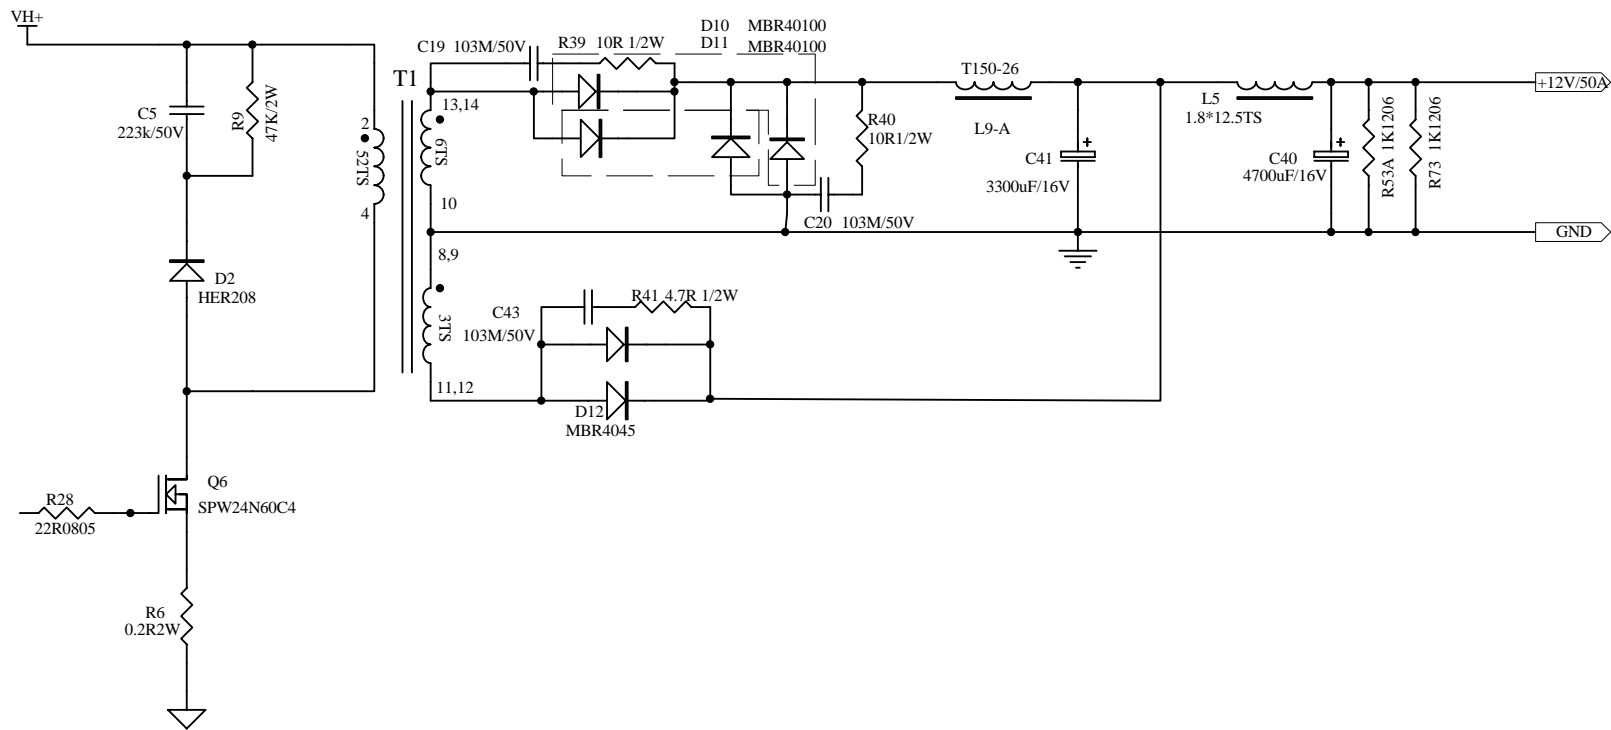 VH+
C5
223k/50V
R9
47K/2W
2
52TS
4
D2
HER208
Q6
SPW24N60C4
R28
22R0805
R6
0.2R2W
T1
C19 103M/50V
R39 10R 1/2W
D10 MBR40100
D11 MBR40100
13,14
6TS
10
8,9
3TS
11,12
C43
103M/50V
R41 4.7R 1/2W
D12
MBR4045
R40
10R1/2W
C20 103M/50V
T150-26
L9-A
C41
+
3300uF/16V
L5
1.8*12.5TS
C40
+
4700uF/16V
R53A 1K1206
R73 1K1206
+12V/50A
GND